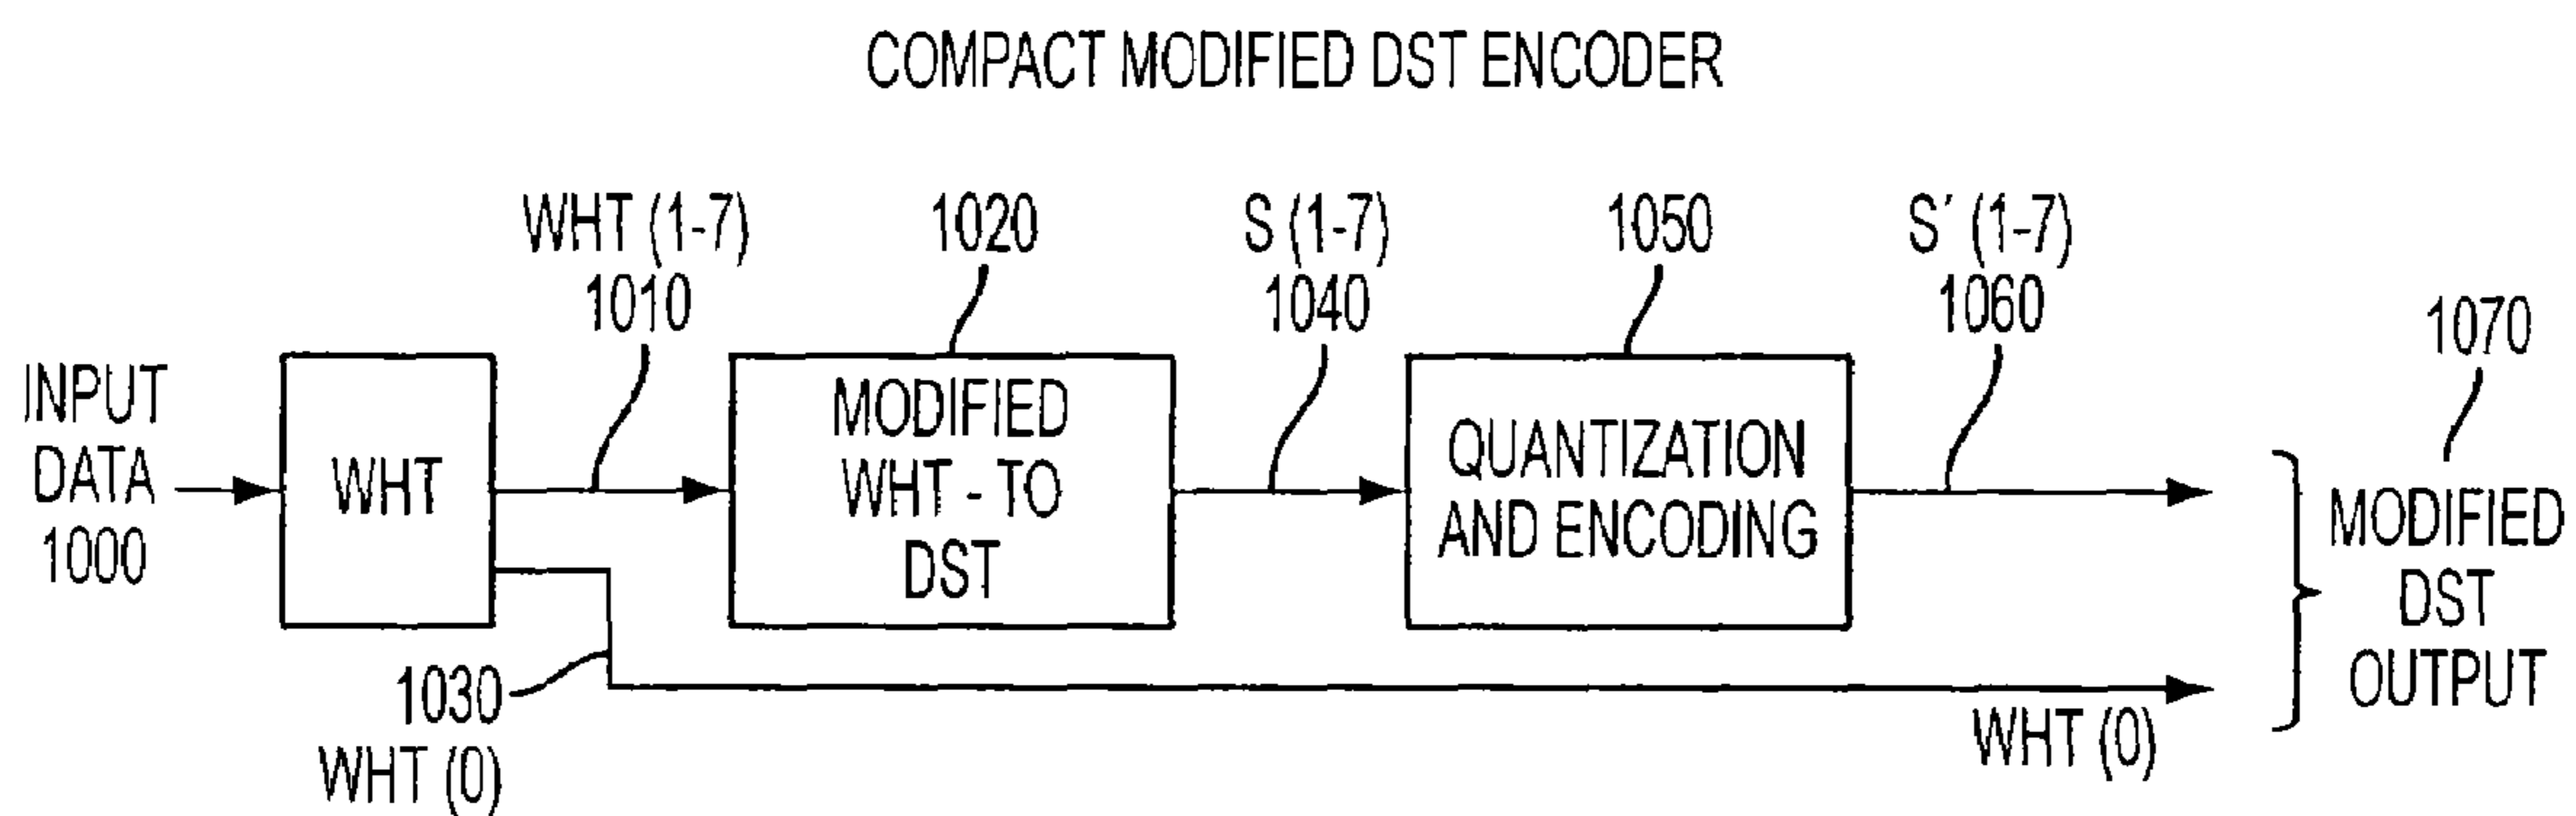 COMPACT MODIFIED DST ENCODER
WHT (1-7)
1010
1020
S (1-7)
1040
1050
S′ (1-7)
1060
1070
INPUT
DATA
1000
WHT
MODIFIED
WHT - TO
DST
QUANTIZATION
AND ENCODING
MODIFIED
DST
OUTPUT
1030
WHT (0)
WHT (0)